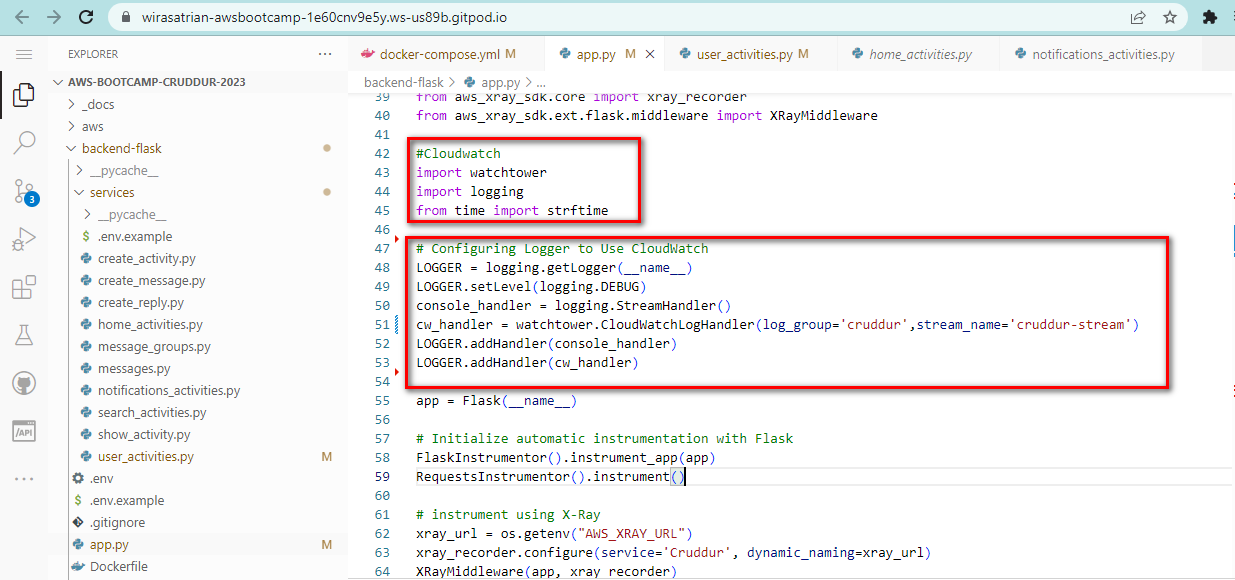 wirasatrian-awsbootcamp-1e60cnv9e5y.ws-us89b.gitpod.io
EXPLORER
AWS-BOOTCAMP-CRUDDUR-2023
_docs
aws
backend-flask
__pycache__
services
__pycache__
$ .env.example
create_activity.py
create_message.py
create_reply.py
home_activities.py
message_groups.py
messages.py
notifications_activities.py
search_activities.py
show_activity.py
user_activities.py M
.env
$ .env.example
.gitignore
app.py M
Dockerfile
3
/API
docker-compose.yml M
app.py M
user_activities.py M
home_activities.py
notifications_activities.py
backend-flask > app.py > ...
39 from aws_xray_sdk.core import xray_recorder
40 from aws_xray_sdk.ext.flask.middleware import XRayMiddleware
41
42 #Cloudwatch
43 import watchtower
44 import logging
45 from time import strftime
46
47 # Configuring Logger to Use CloudWatch
48 LOGGER = logging.getLogger(__name__)
49 LOGGER.setLevel(logging.DEBUG)
50 console_handler = logging.StreamHandler()
51 cw_handler = watchtower.CloudWatchLogHandler(log_group='cruddur',stream_name='cruddur-stream')
52 LOGGER.addHandler(console_handler)
53 LOGGER.addHandler(cw_handler)
54
55 app = Flask(__name__)
56
57 # Initialize automatic instrumentation with Flask
58 FlaskInstrumentor().instrument_app(app)
59 RequestsInstrumentor().instrument()
60
61 # instrument using X-Ray
62 xray_url = os.getenv("AWS_XRAY_URL")
63 xray_recorder.configure(service='Cruddur', dynamic_naming=xray_url)
64 XRayMiddleware(app, xray_recorder)